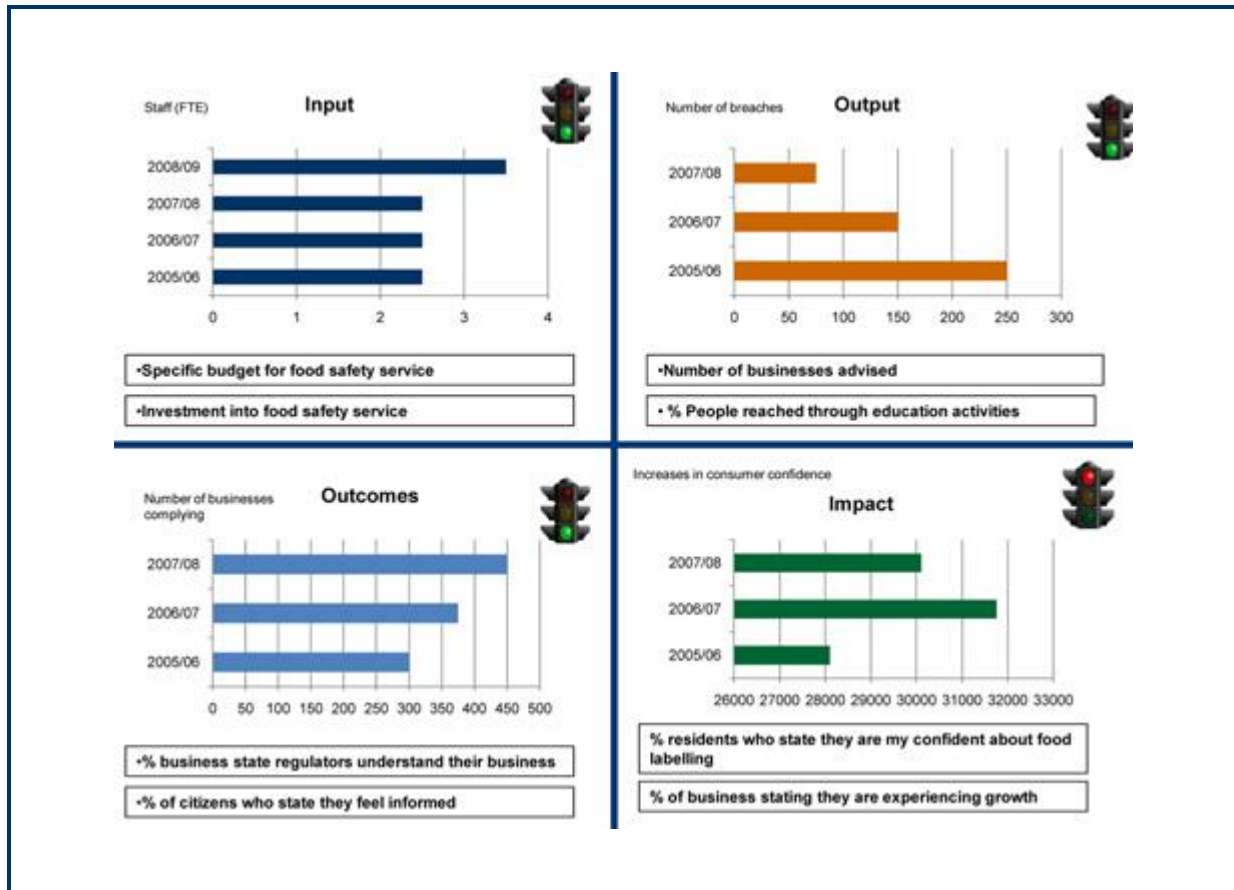 Staff (FTE)
Input
2008/09
2007/08
2006/07
2005/06
0 1 2 3 4
•Specific budget for food safety service
•Investment into food safety service
Number of breaches
Output
2007/08
2006/07
2005/06
0 50 100 150 200 250 300
•Number of businesses advised
• % People reached through education activities
Number of businesses
complying
Outcomes
2007/08
2006/07
2005/06
0 50 100 150 200 250 300 350 400 450 500
•% business state regulators understand their business
•% of citizens who state they feel informed
Increases in consumer confidence
Impact
2007/08
2006/07
2005/06
26000 27000 28000 29000 30000 31000 32000 33000
% residents who state they are my confident about food
labelling
% of business stating they are experiencing growth